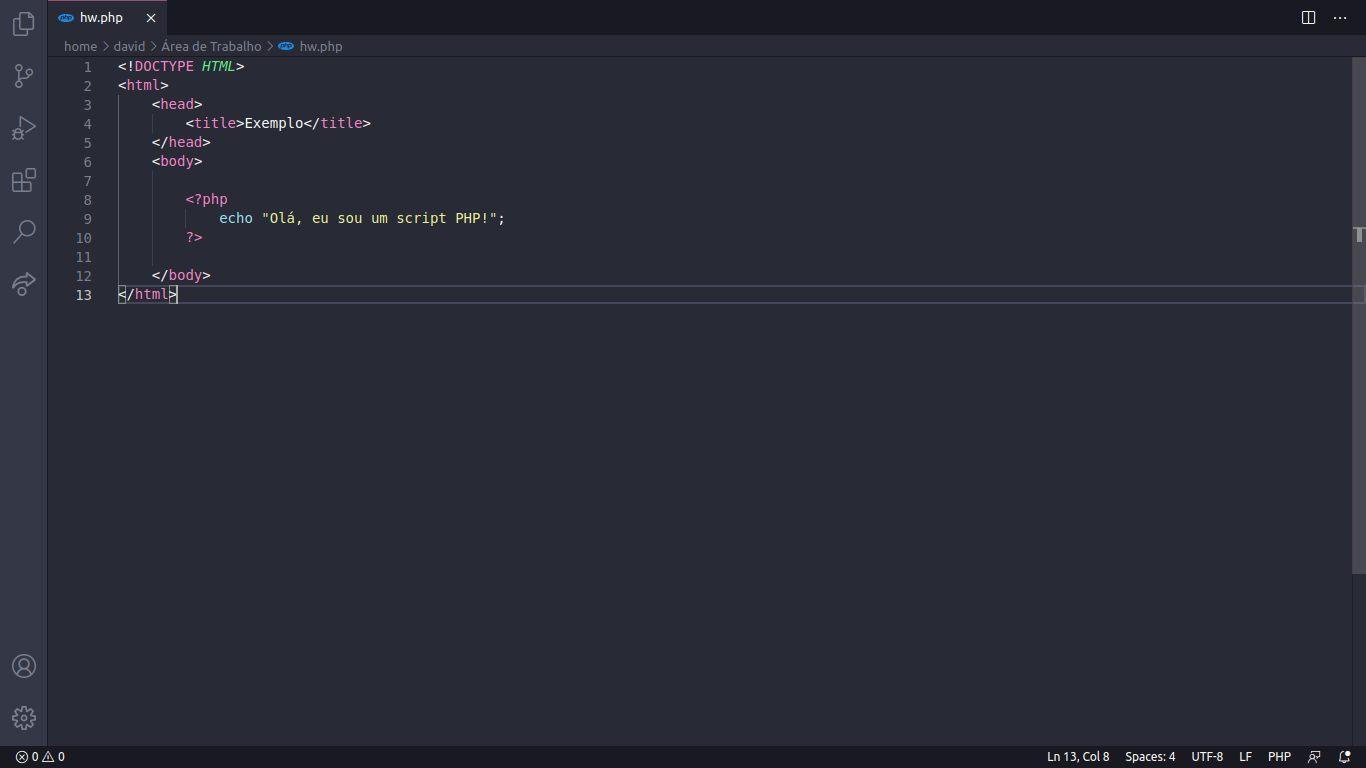 hw.php
home > david > Área de Trabalho > hw.php
1 <!DOCTYPE HTML>
2 <html>
3     <head>
4         <title>Exemplo</title>
5     </head>
6     <body>
7
8         <?php
9             echo "Olá, eu sou um script PHP!";
10         ?>
11
12     </body>
13 </html>
0 0 Ln 13, Col 8 Spaces: 4 UTF-8 LF PHP